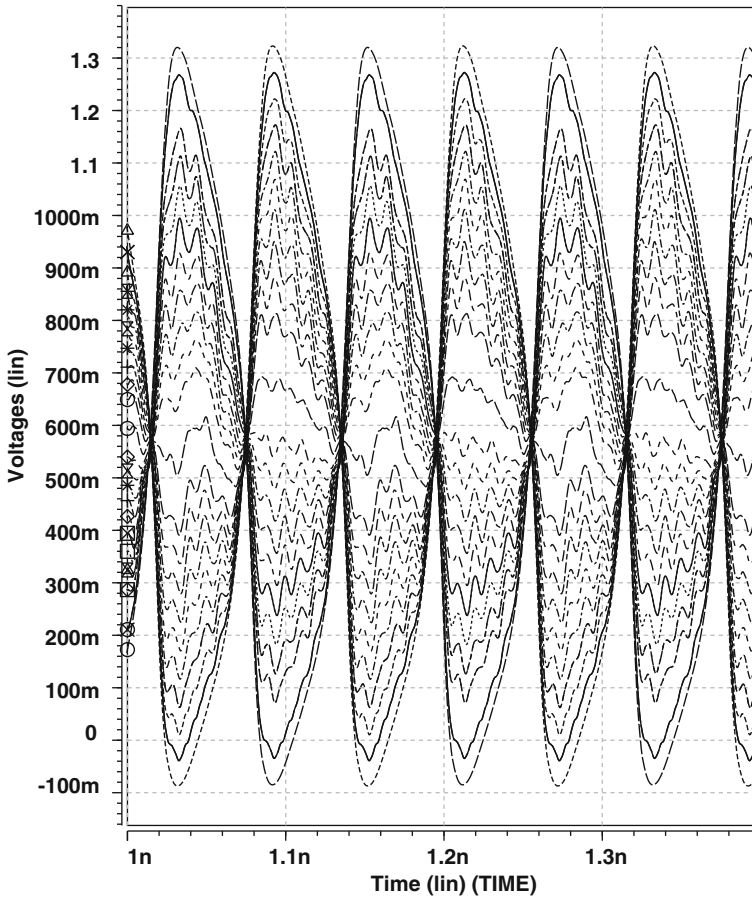 1.3
1.2
1.1
1000m
900m
800m
700m
600m
500m
400m
300m
200m
100m
0
-100m
Voltages (lin)
1n 1.1n 1.2n 1.3n
Time (lin) (TIME)